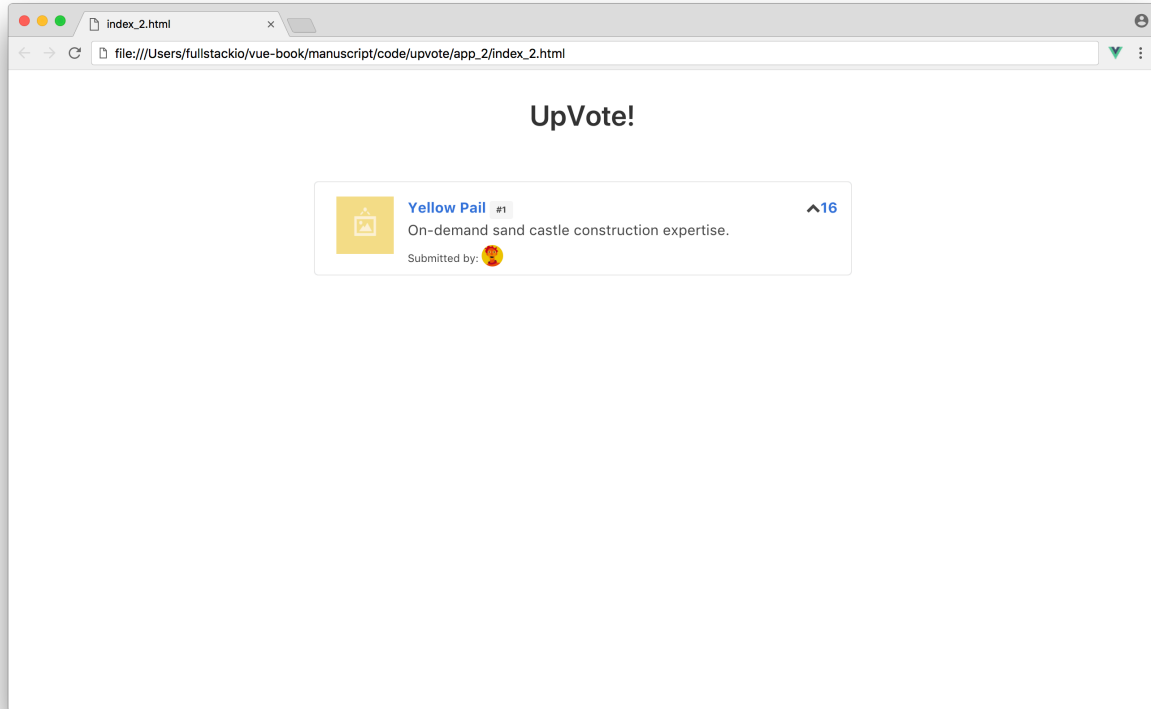 index_2.html
file:///Users/fullstackio/vue-book/manuscript/code/upvote/app_2/index_2.html
UpVote!
Yellow Pail #1 16
On-demand sand castle construction expertise.
Submitted by: